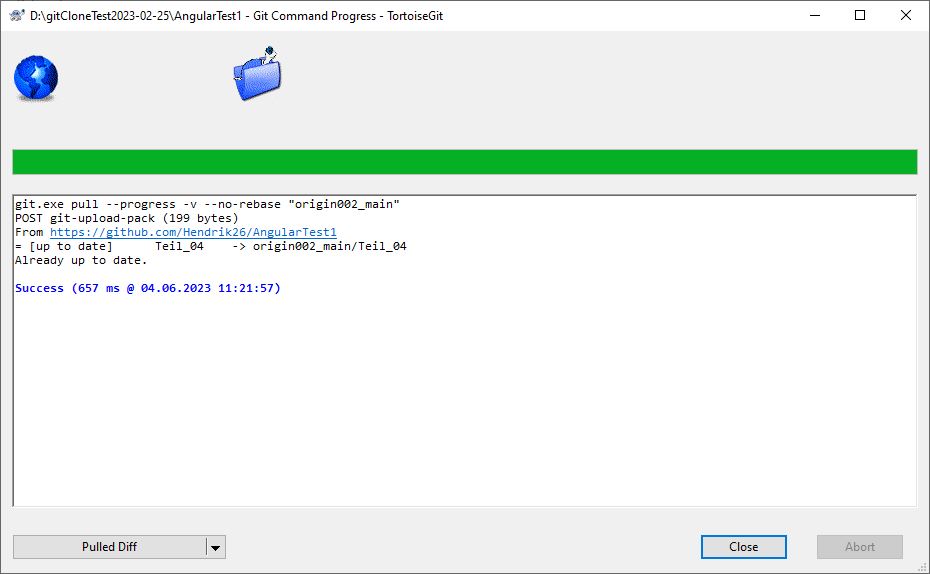 D:\gitCloneTest2023-02-25\AngularTest1 - Git Command Progress - TortoiseGit
git.exe pull --progress -v --no-rebase "origin002_main"
POST git-upload-pack (199 bytes)
From https://github.com/Hendrik26/AngularTest1
= [up to date]      Teil_04    -> origin002_main/Teil_04
Already up to date.
Success (657 ms @ 04.06.2023 11:21:57)
Pulled Diff
Close
Abort